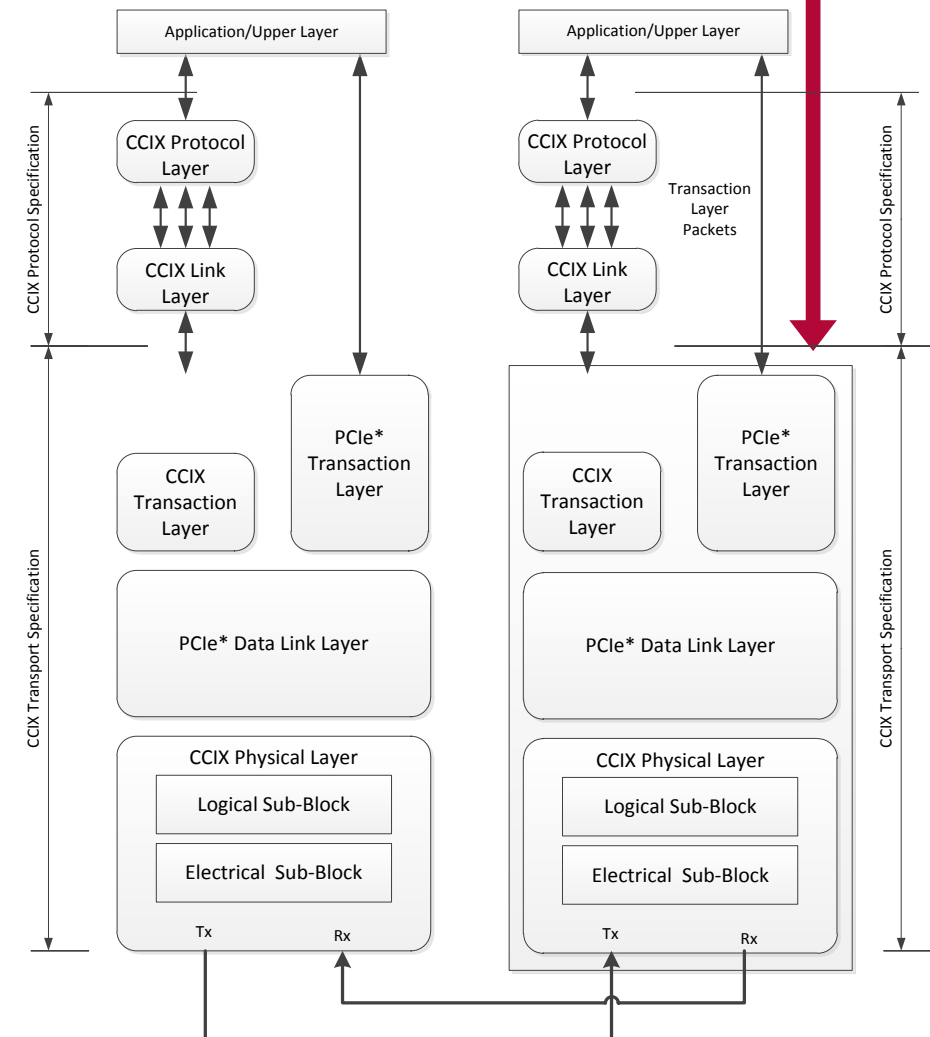 Application/Upper Layer
CCIX Protocol
Layer
CCIX Link
Layer
CCIX Protocol Specification
PCIe*
Transaction
Layer
CCIX
Transaction
Layer
PCIe* Data Link Layer
CCIX Physical Layer
Logical Sub-Block
Electrical Sub-Block
Tx
Rx
CCIX Transport Specification
Application/Upper Layer
CCIX Protocol
Layer
Transaction
Layer
Packets
CCIX Link
Layer
CCIX Protocol Specification
PCIe*
Transaction
Layer
CCIX
Transaction
Layer
PCIe* Data Link Layer
CCIX Physical Layer
Logical Sub-Block
Electrical Sub-Block
Tx
Rx
CCIX Transport Specification